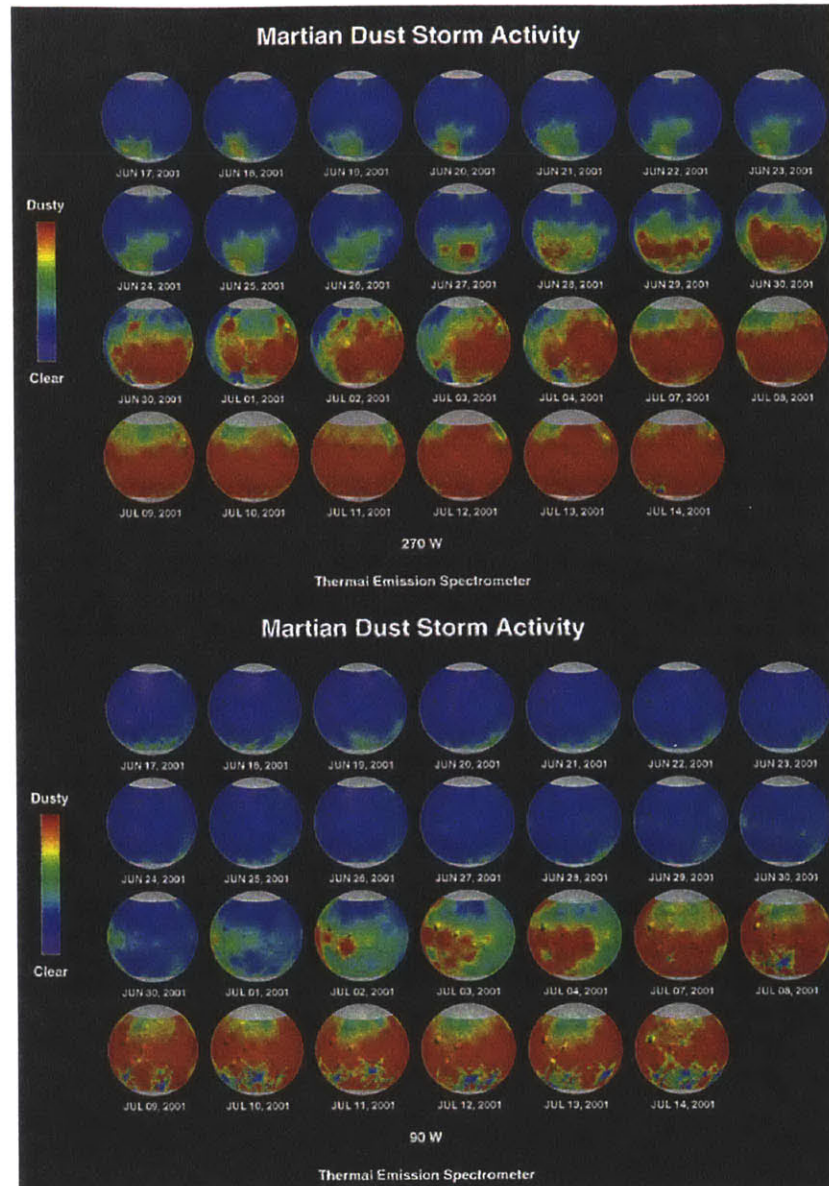 Martian Dust Storm Activity
JUN 17, 2001 JUN 18, 2001 JUN 19, 2001 JUN 20, 2001 JUN 21, 2001 JUN 22, 2001 JUN 23, 2001
Dusty
JUN 24, 2001 JUN 25, 2001 JUN 26, 2001 JUN 27, 2001 JUN 28, 2001 JUN 29, 2001 JUN 30, 2001
Clear
JUN 30, 2001 JUL 01, 2001 JUL 02, 2001 JUL 03, 2001 JUL 04, 2001 JUL 07, 2001 JUL 08, 2001
JUL 09, 2001 JUL 10, 2001 JUL 11, 2001 JUL 12, 2001 JUL 13, 2001 JUL 14, 2001
270 W
Thermal Emission Spectrometer
Martian Dust Storm Activity
JUN 17, 2001 JUN 18, 2001 JUN 19, 2001 JUN 20, 2001 JUN 21, 2001 JUN 22, 2001 JUN 23, 2001
Dusty
JUN 24, 2001 JUN 25, 2001 JUN 26, 2001 JUN 27, 2001 JUN 28, 2001 JUN 29, 2001 JUN 30, 2001
Clear
JUN 30, 2001 JUL 01, 2001 JUL 02, 2001 JUL 03, 2001 JUL 04, 2001 JUL 07, 2001 JUL 08, 2001
JUL 09, 2001 JUL 10, 2001 JUL 11, 2001 JUL 12, 2001 JUL 13, 2001 JUL 14, 2001
90 W
Thermal Emission Spectrometer